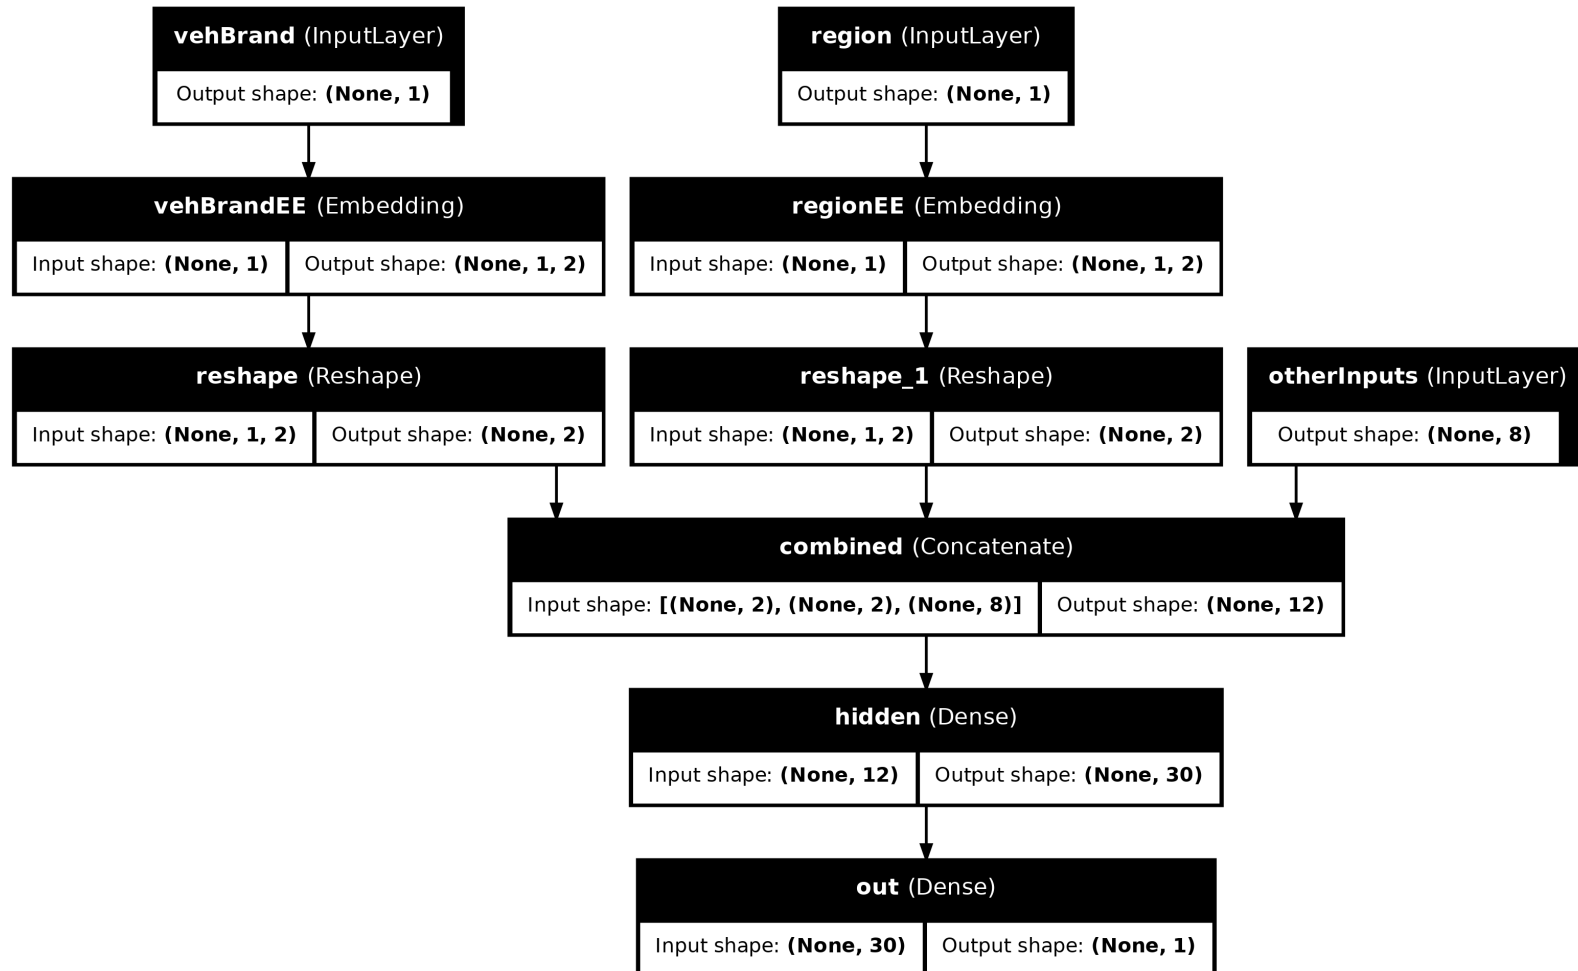 vehBrand (InputLayer)
Output shape: (None, 1)
region (InputLayer)
Output shape: (None, 1)
vehBrandEE (Embedding)
Input shape: (None, 1)
Output shape: (None, 1, 2)
regionEE (Embedding)
Input shape: (None, 1)
Output shape: (None, 1, 2)
reshape (Reshape)
Input shape: (None, 1, 2)
Output shape: (None, 2)
reshape_1 (Reshape)
Input shape: (None, 1, 2)
Output shape: (None, 2)
otherInputs (InputLayer)
Output shape: (None, 8)
combined (Concatenate)
Input shape: [(None, 2), (None, 2), (None, 8)]
Output shape: (None, 12)
hidden (Dense)
Input shape: (None, 12)
Output shape: (None, 30)
out (Dense)
Input shape: (None, 30)
Output shape: (None, 1)